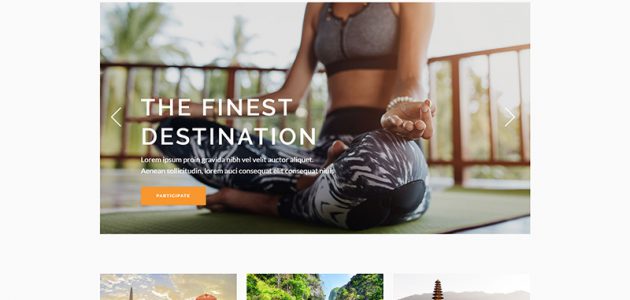 THE FINEST
DESTINATION
Lorem ipsum proin gravida nibh vel velit auctor aliquet.
Aenean sollicitudin, lorem auci consequat elit consequat nills
PARTICIPATE